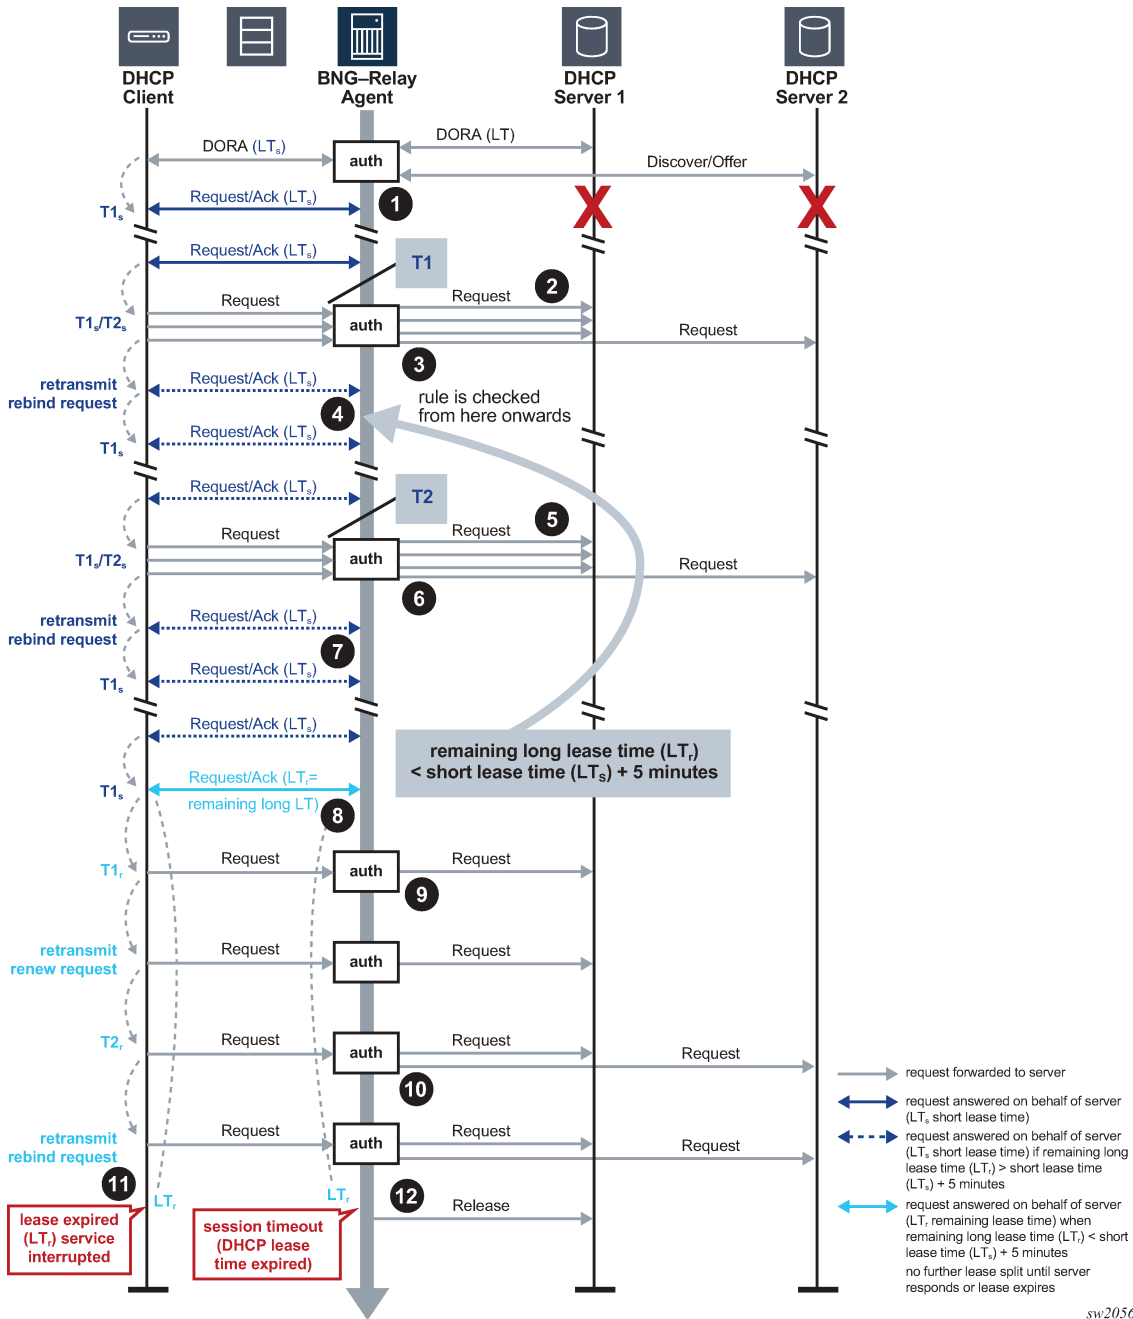 DHCP
Client
BNG–Relay
Agent
DHCP
Server 1
DHCP
Server 2
DORA (LT)
DORA (LTs)
auth
Discover/Offer
Request/Ack (LTs)
1
X
X
T1s
Request/Ack (LTs)
T1
2
Request
Request
T1s/T2s
auth
Request
3
retransmit
rebind request
Request/Ack (LTs)
rule is checked
from here onwards
4
Request/Ack (LTs)
T1s
Request/Ack (LTs)
T2
5
Request
Request
T1s/T2s
auth
Request
6
retransmit
rebind request
Request/Ack (LTs)
7
Request/Ack (LTs)
T1s
Request/Ack (LTs)
remaining long lease time (LTr)
< short lease time (LTS) + 5 minutes
T1s
Request/Ack (LTr=
remaining long LT)
8
Request
Request
T1r
auth
9
retransmit
renew request
Request
auth
Request
T2r
Request
auth
Request
Request
10
retransmit
rebind request
Request
auth
Request
Request
11
LTr
LTr
12
Release
lease expired
(LTr) service
interrupted
session timeout
(DHCP lease
time expired)
request forwarded to server
request answered on behalf of server
(LTs short lease time)
request answered on behalf of server
(LTs short lease time) if remaining long
lease time (LTr) > short lease time
(LTs) + 5 minutes
request answered on behalf of server
(LTr remaining lease time) when
remaining long lease time (LTr) < short
lease time (LTs) + 5 minutes
no further lease split until server
responds or lease expires
sw2056